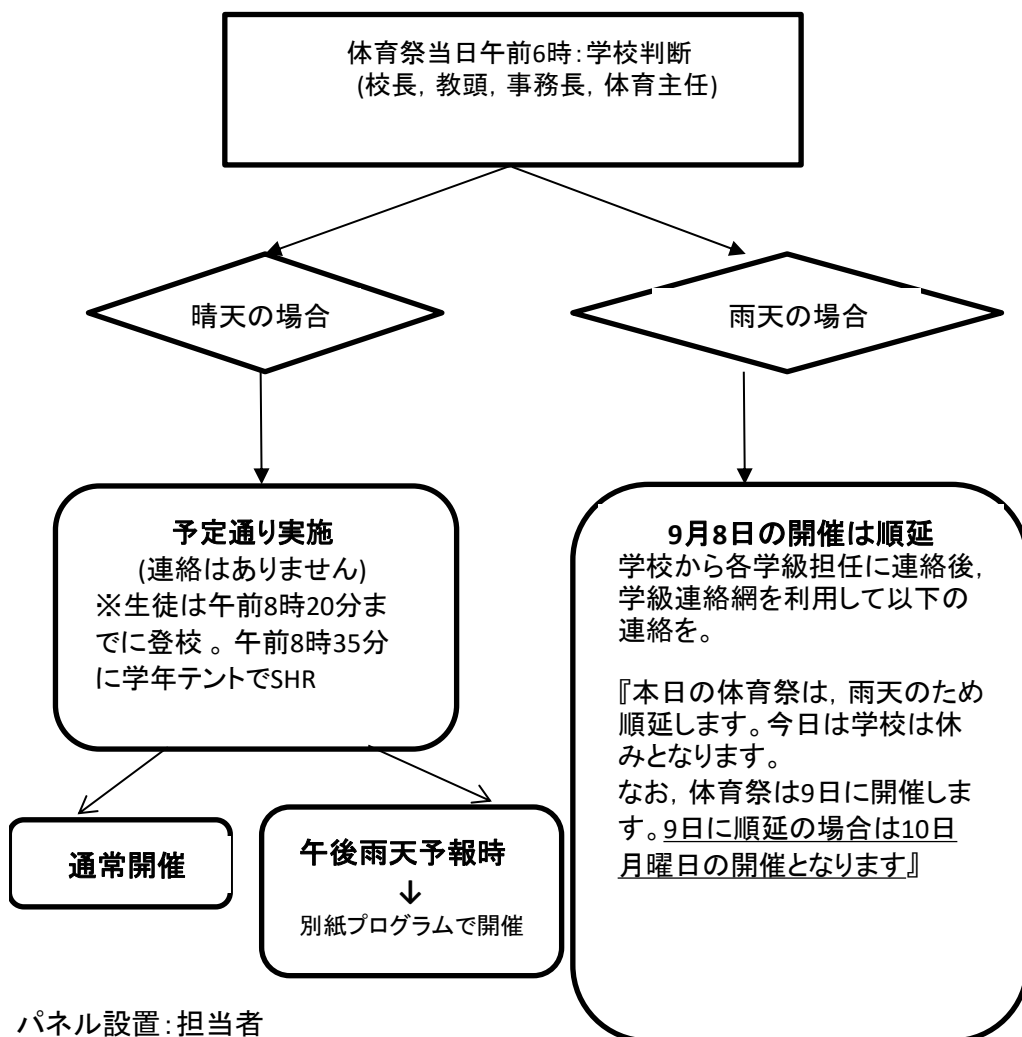 体育祭当日午前6時:学校判断
(校長, 教頭, 事務長, 体育主任)
晴天の場合
雨天の場合
予定通り実施
(連絡はありません)
※生徒は午前8時20分ま
でに登校 。午前8時35分
に学年テントでSHR
9月8日の開催は順延
学校から各学級担任に連絡後,
学級連絡網を利用して以下の
連絡を。
『本日の体育祭は, 雨天のため
順延します。今日は学校は休
みとなります。
なお, 体育祭は9日に開催しま
す。9日に順延の場合は10日
月曜日の開催となります』
通常開催
午後雨天予報時
↓
別紙プログラムで開催
パネル設置:担当者